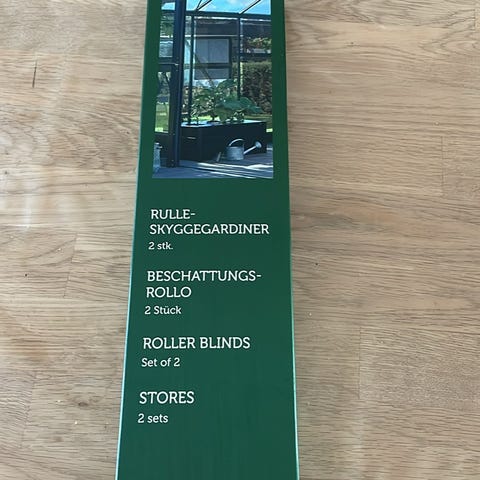 RULLE-
SKYGGEGARDINER
2 stk.
BESCHATTUNGS-
ROLLO
2 Stück
ROLLER BLINDS
Set of 2
STORES
2 sets